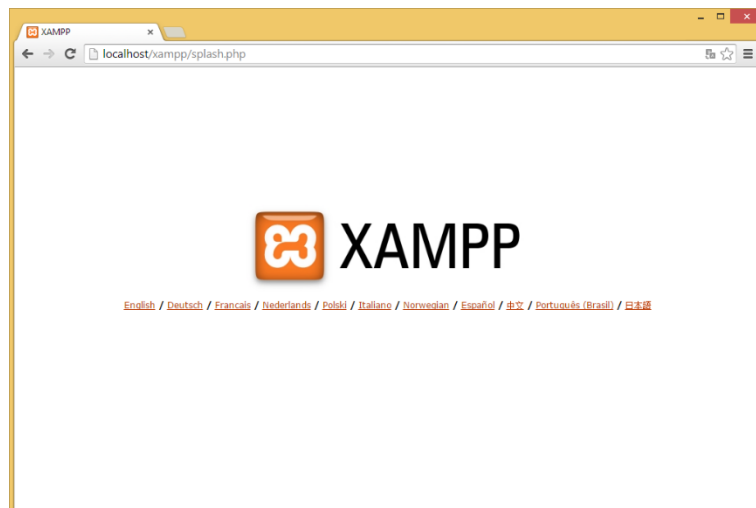 XAMPP
localhost/xampp/splash.php
XAMPP
English / Deutsch / Francais / Nederlands / Polski / Italiano / Norwegian / Español / 中文 / Português (Brasil) / 日本語